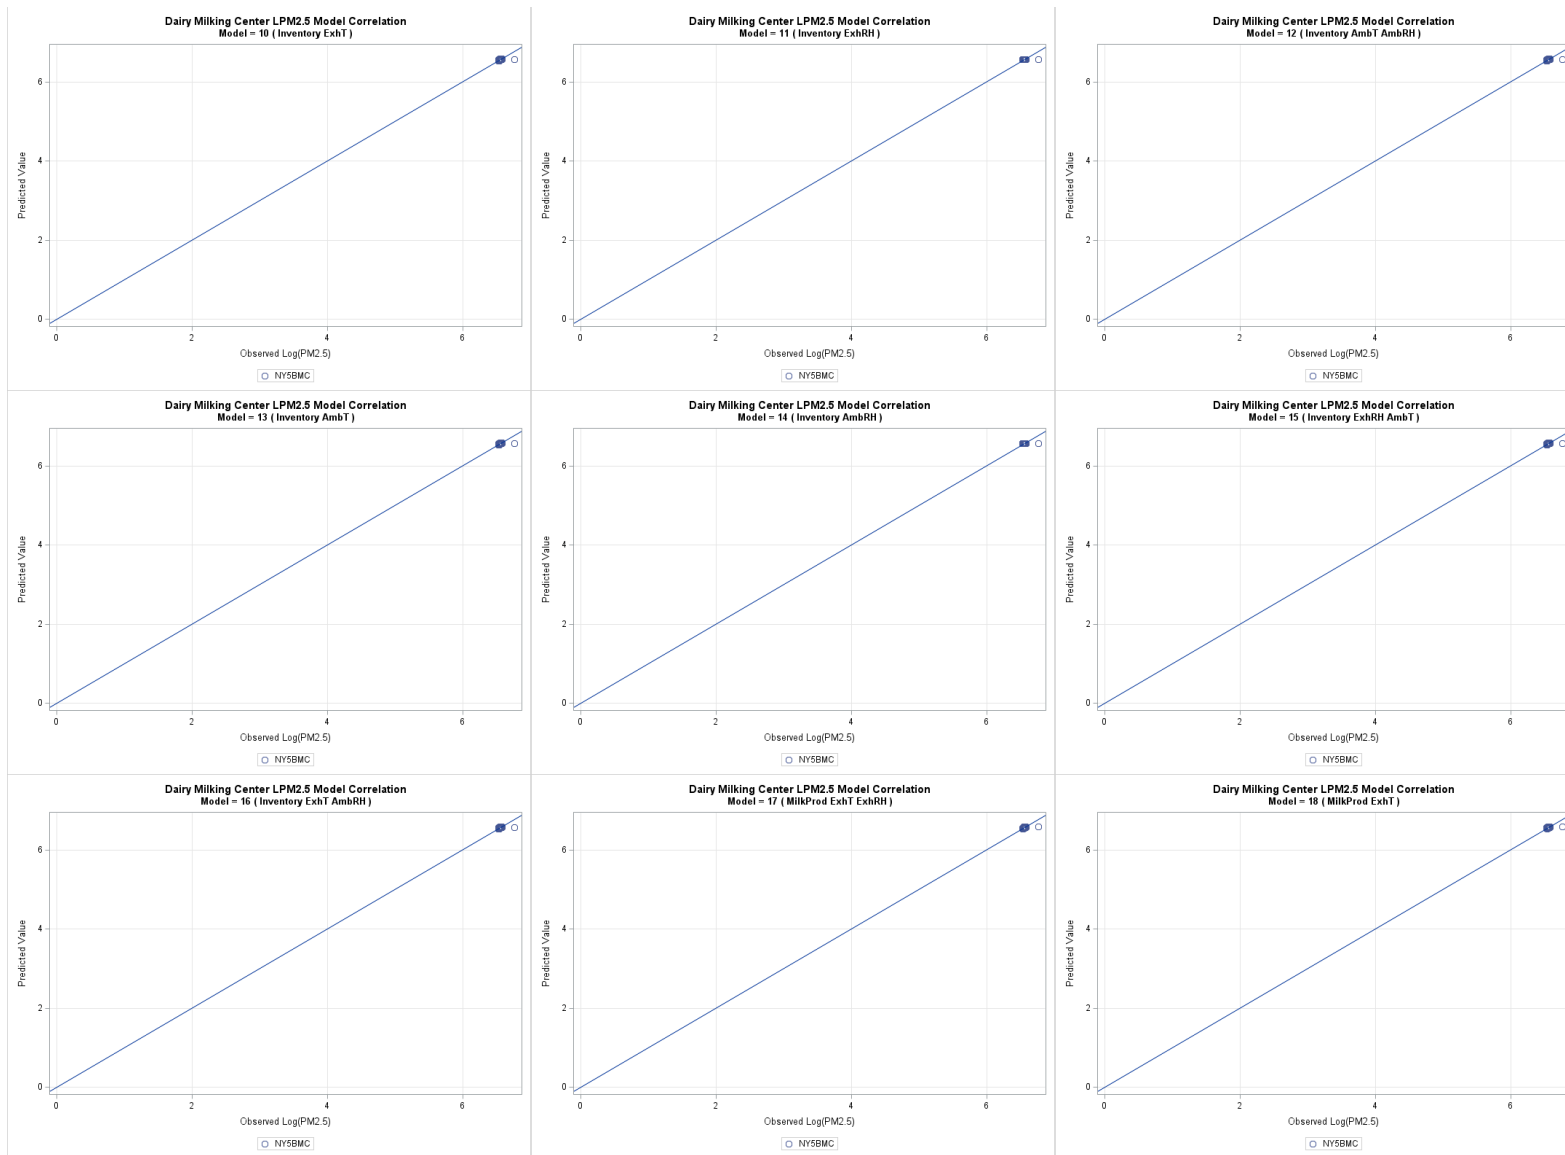 Dairy Milking Center LPM2.5 Model Correlation
Model = 10 ( Inventory ExhT )
6
4
2
0
Predicted Value
0 2 4 6
Observed Log(PM2.5)
NY5BMC
Dairy Milking Center LPM2.5 Model Correlation
Model = 11 ( Inventory ExhRH )
6
4
2
0
Predicted Value
0 2 4 6
Observed Log(PM2.5)
NY5BMC
Dairy Milking Center LPM2.5 Model Correlation
Model = 12 ( Inventory AmbT AmbRH )
6
4
2
0
Predicted Value
0 2 4 6
Observed Log(PM2.5)
NY5BMC
Dairy Milking Center LPM2.5 Model Correlation
Model = 13 ( Inventory AmbT )
6
4
2
0
Predicted Value
0 2 4 6
Observed Log(PM2.5)
NY5BMC
Dairy Milking Center LPM2.5 Model Correlation
Model = 14 ( Inventory AmbRH )
6
4
2
0
Predicted Value
0 2 4 6
Observed Log(PM2.5)
NY5BMC
Dairy Milking Center LPM2.5 Model Correlation
Model = 15 ( Inventory ExhRH AmbT )
6
4
2
0
Predicted Value
0 2 4 6
Observed Log(PM2.5)
NY5BMC
Dairy Milking Center LPM2.5 Model Correlation
Model = 16 ( Inventory ExhT AmbRH )
6
4
2
0
Predicted Value
0 2 4 6
Observed Log(PM2.5)
NY5BMC
Dairy Milking Center LPM2.5 Model Correlation
Model = 17 ( MilkProd ExhT ExhRH )
6
4
2
0
Predicted Value
0 2 4 6
Observed Log(PM2.5)
NY5BMC
Dairy Milking Center LPM2.5 Model Correlation
Model = 18 ( MilkProd ExhT )
6
4
2
0
Predicted Value
0 2 4 6
Observed Log(PM2.5)
NY5BMC